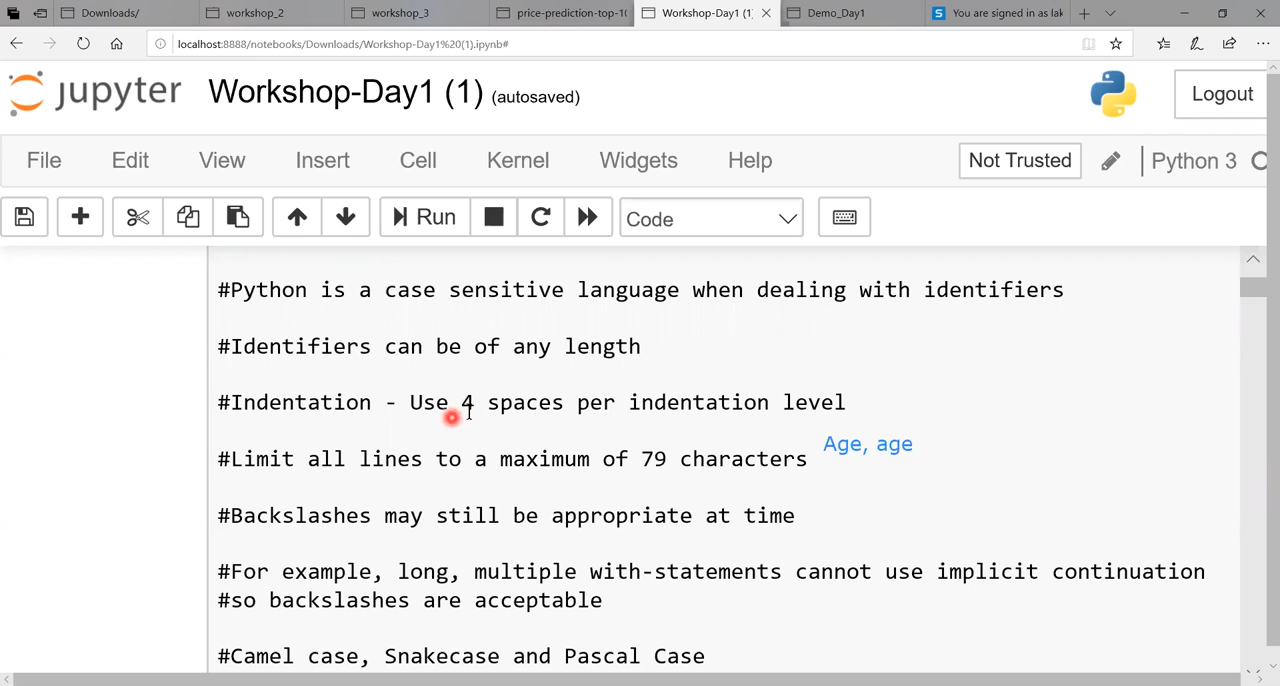 Downloads/
workshop_2
workshop_3
price-prediction-top-10
Workshop-Day1 (1)
Demo_Day1
S
You are signed in as lak
localhost:8888/notebooks/Downloads/Workshop-Day1%20(1).ipynb#
jupyter
Workshop-Day1 (1) (autosaved)
Logout
File Edit View Insert Cell Kernel Widgets Help
Not Trusted
Python 3
Run
Code
#Python is a case sensitive language when dealing with identifiers
#Identifiers can be of any length
#Indentation - Use 4 spaces per indentation level
Age, age
#Limit all lines to a maximum of 79 characters
#Backslashes may still be appropriate at time
#For example, long, multiple with-statements cannot use implicit continuation
#so backslashes are acceptable
#Camel case, Snakecase and Pascal Case